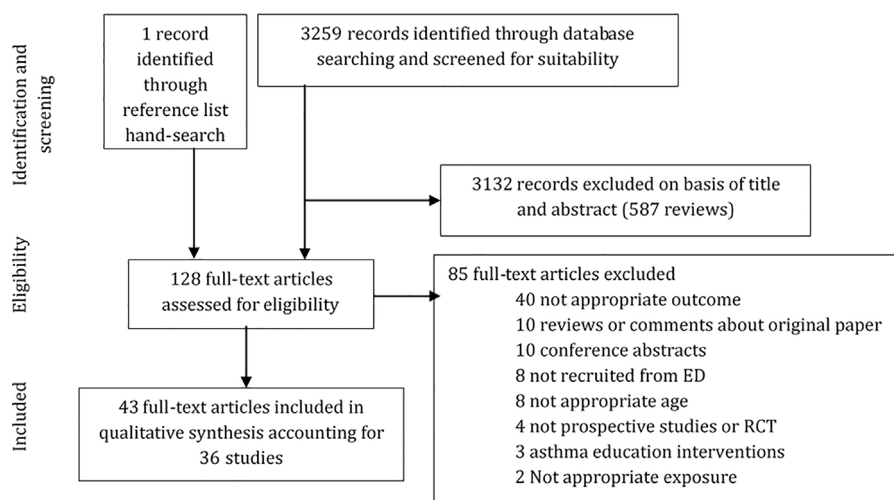 Identification and
screening
1 record
identified
through
reference list
hand-search
3259 records identified through database
searching and screened for suitability
3132 records excluded on basis of title
and abstract (587 reviews)
Eligibility
128 full-text articles
assessed for eligibility
85 full-text articles excluded
40 not appropriate outcome
10 reviews or comments about original paper
10 conference abstracts
8 not recruited from ED
8 not appropriate age
4 not prospective studies or RCT
3 asthma education interventions
2 Not appropriate exposure
Included
43 full-text articles included in
qualitative synthesis accounting for
36 studies